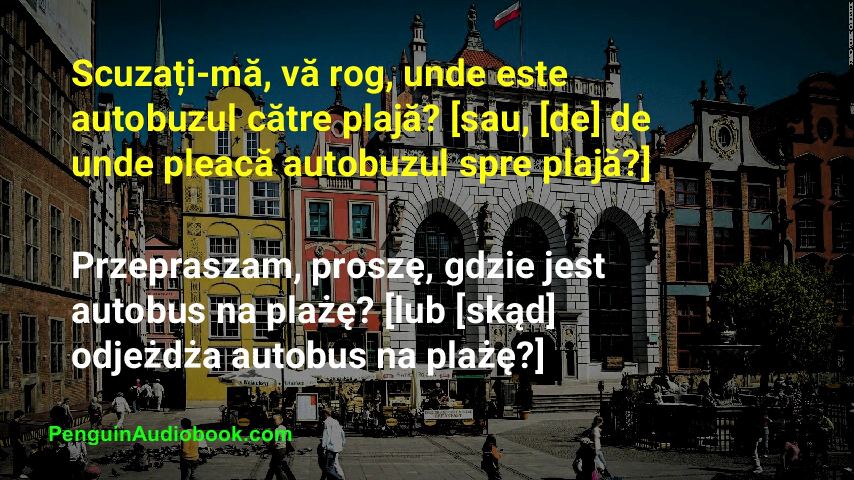 Scuzați-mă, vă rog, unde este
autobuzul către plajă? [sau, [de] de
unde pleacă autobuzul spre plajă?]
Przepraszam, proszę, gdzie jest
autobus na plażę? [lub [skąd]
odjeżdża autobus na plażę?]
PenguinAudiobook.com